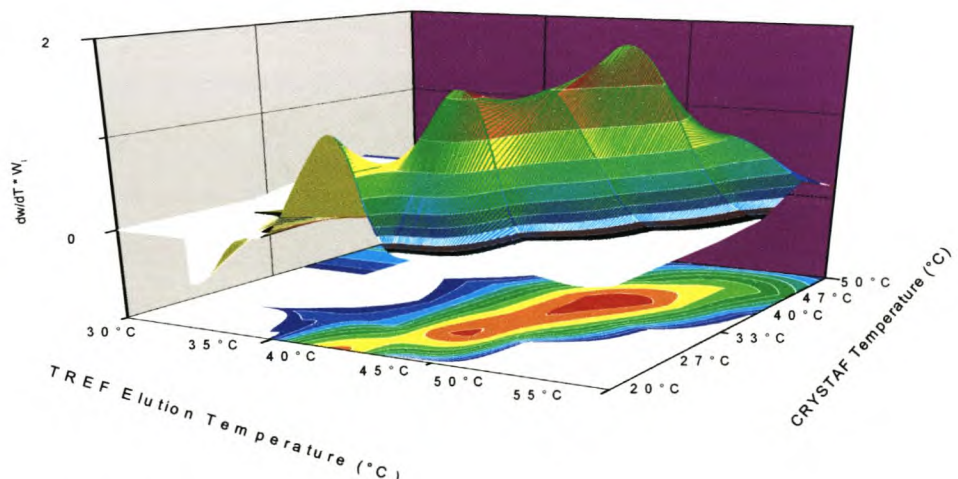 2
dw/dT * Wᵢ
0
30°C
35°C
40°C
45°C
50°C
55°C
TREF Elution Temperature (°C)
20°C
27°C
33°C
40°C
47°C
50°C
CRYSTAF Temperature (°C)